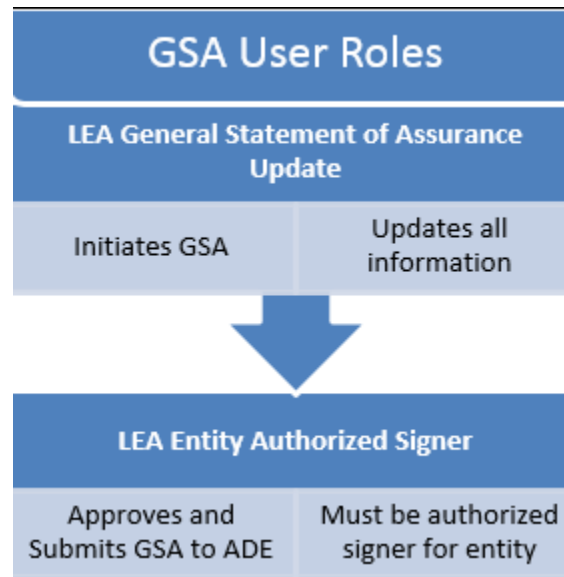 GSA User Roles
LEA General Statement of Assurance
Update
Initiates GSA
Updates all
information
LEA Entity Authorized Signer
Approves and
Submits GSA to ADE
Must be authorized
signer for entity